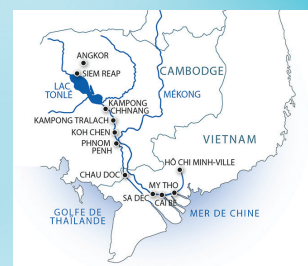 ANGKOR
SIEM REAP
CAMBODGE
LAC
TONLÉ
MÉKONG
KAMPONG
CHHNANG
KAMPONG TRALACH
KOH CHEN
PHNOM
PENH
VIETNAM
HÔ CHI MINH-VILLE
CHAU DOC
MY THO
SA DEC
CAI BE
GOLFE DE
THAÏLANDE
MER DE CHINE